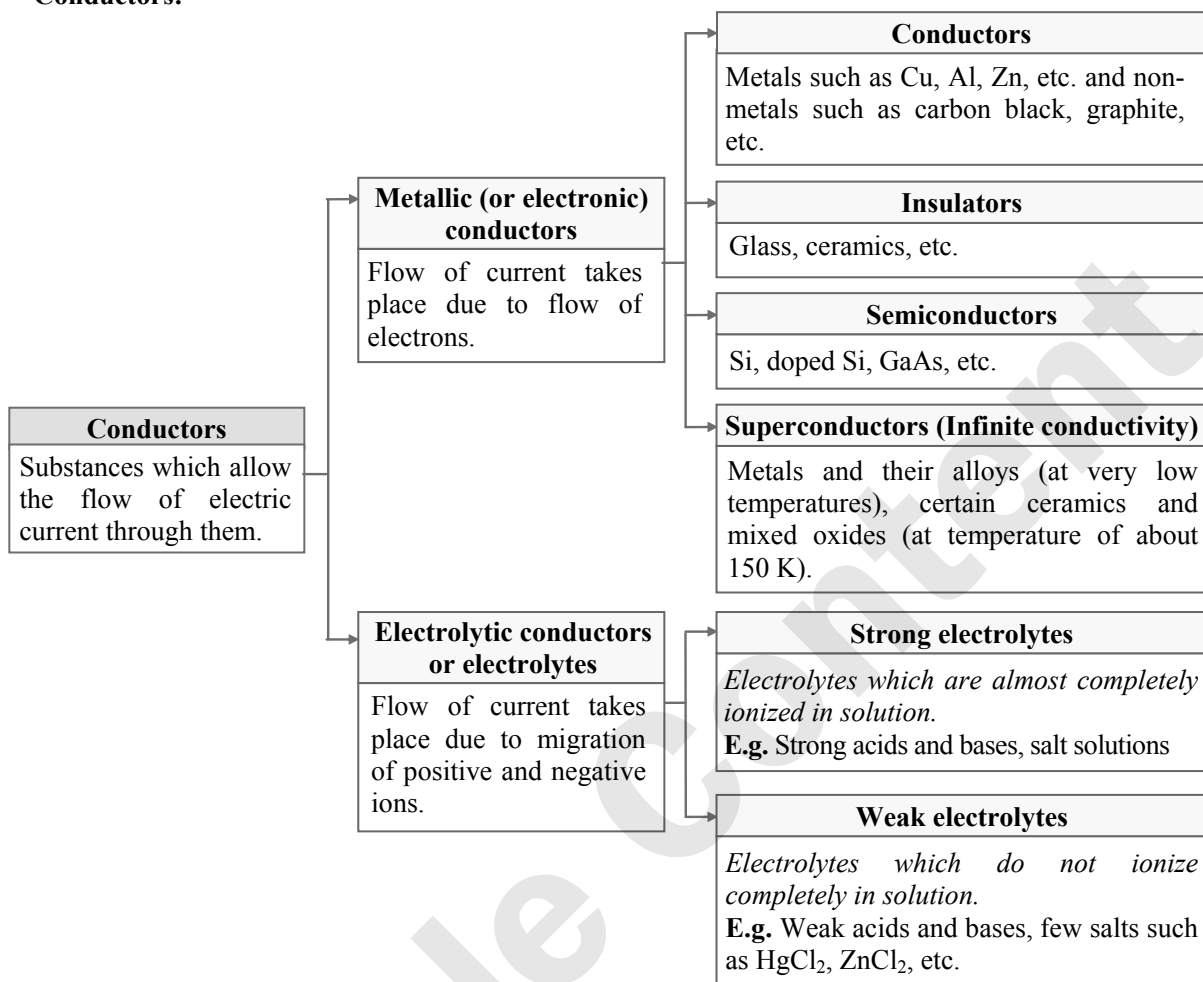 Conductors:
Conductors
Substances which allow
the flow of electric
current through them.
Metallic (or electronic)
conductors
Flow of current takes
place due to flow of
electrons.
Conductors
Metals such as Cu, Al, Zn, etc. and non-
metals such as carbon black, graphite,
etc.
Insulators
Glass, ceramics, etc.
Semiconductors
Si, doped Si, GaAs, etc.
Superconductors (Infinite conductivity)
Metals and their alloys (at very low
temperatures), certain ceramics and
mixed oxides (at temperature of about
150 K).
Electrolytic conductors
or electrolytes
Flow of current takes
place due to migration
of positive and negative
ions.
Strong electrolytes
Electrolytes which are almost completely
ionized in solution.
E.g. Strong acids and bases, salt solutions
Weak electrolytes
Electrolytes which do not ionize
completely in solution.
E.g. Weak acids and bases, few salts such
as HgCl₂, ZnCl₂, etc.
Content